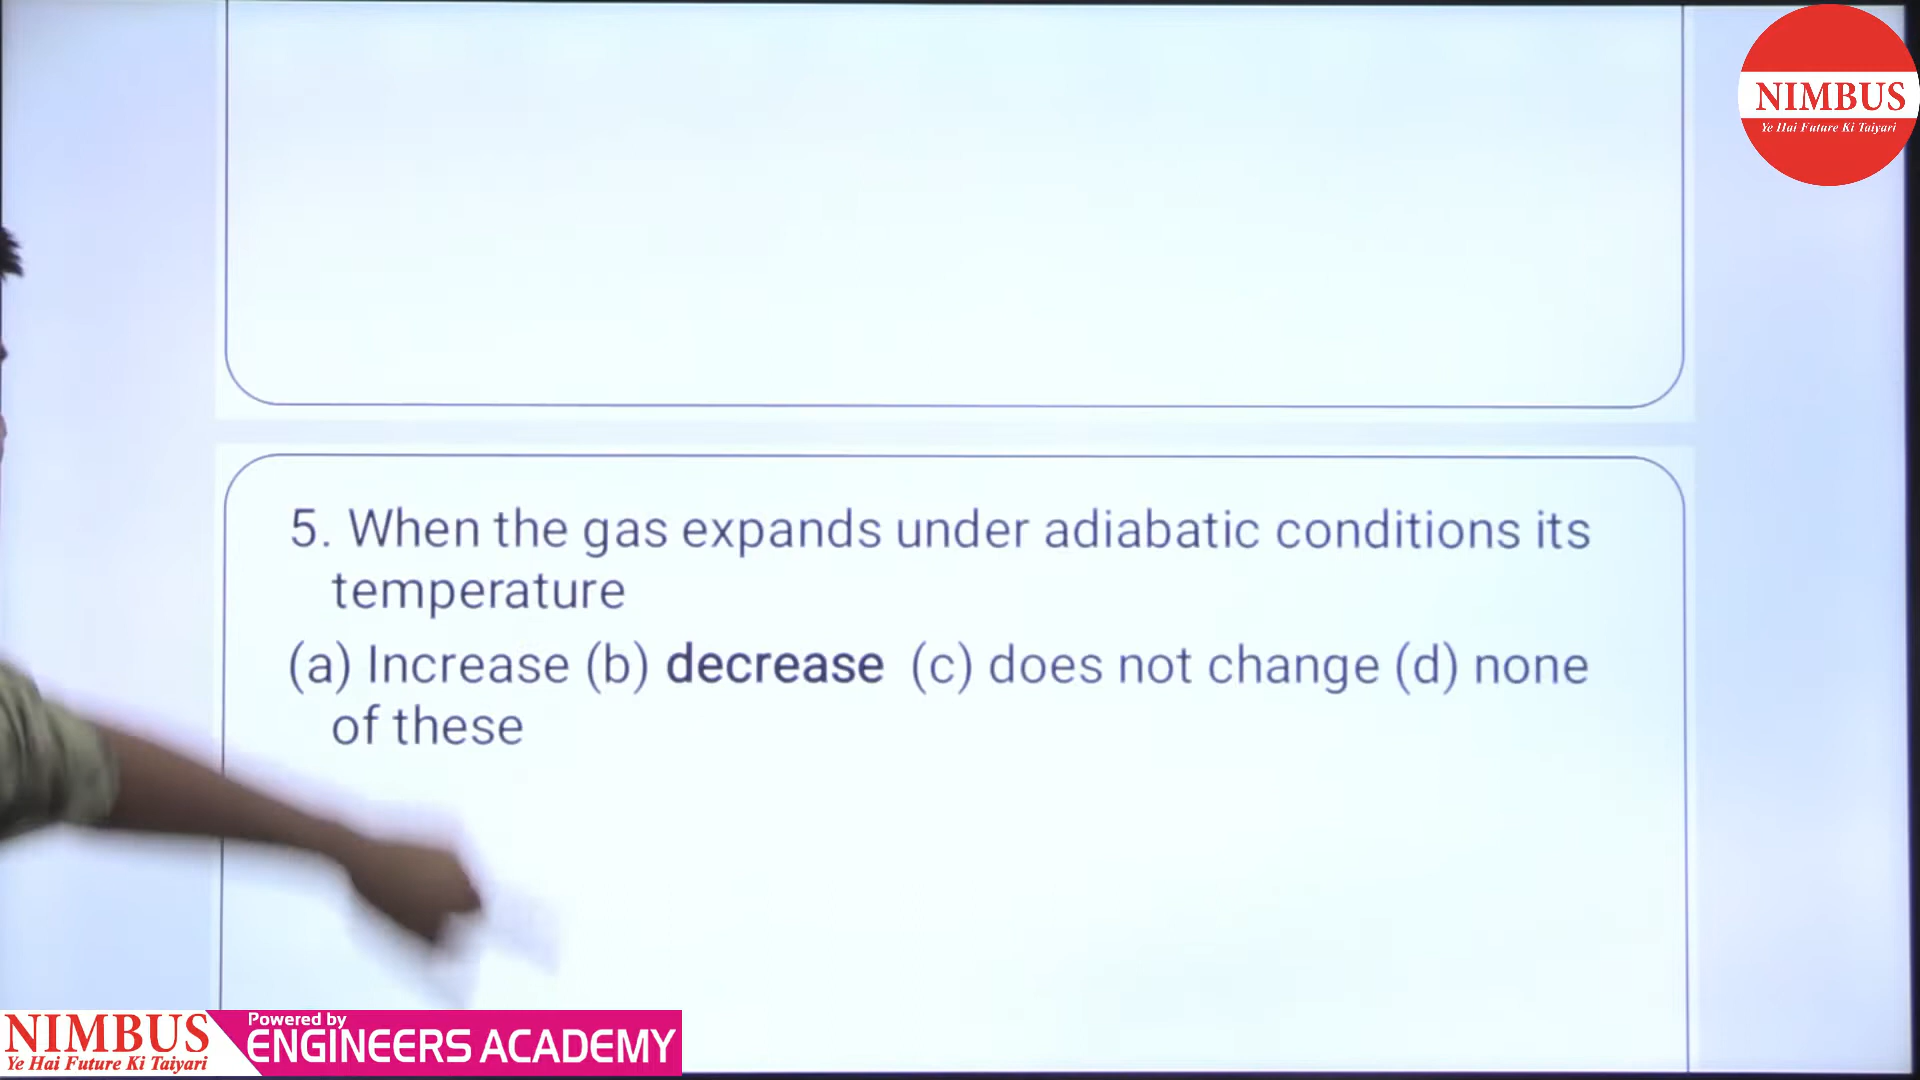 NIMBUS
Ye Hai Future Ki Taiyari
5. When the gas expands under adiabatic conditions its
temperature
(a) Increase (b) decrease (c) does not change (d) none
of these
NIMBUS
Ye Hai Future Ki Taiyari
Powered by
ENGINEERS ACADEMY